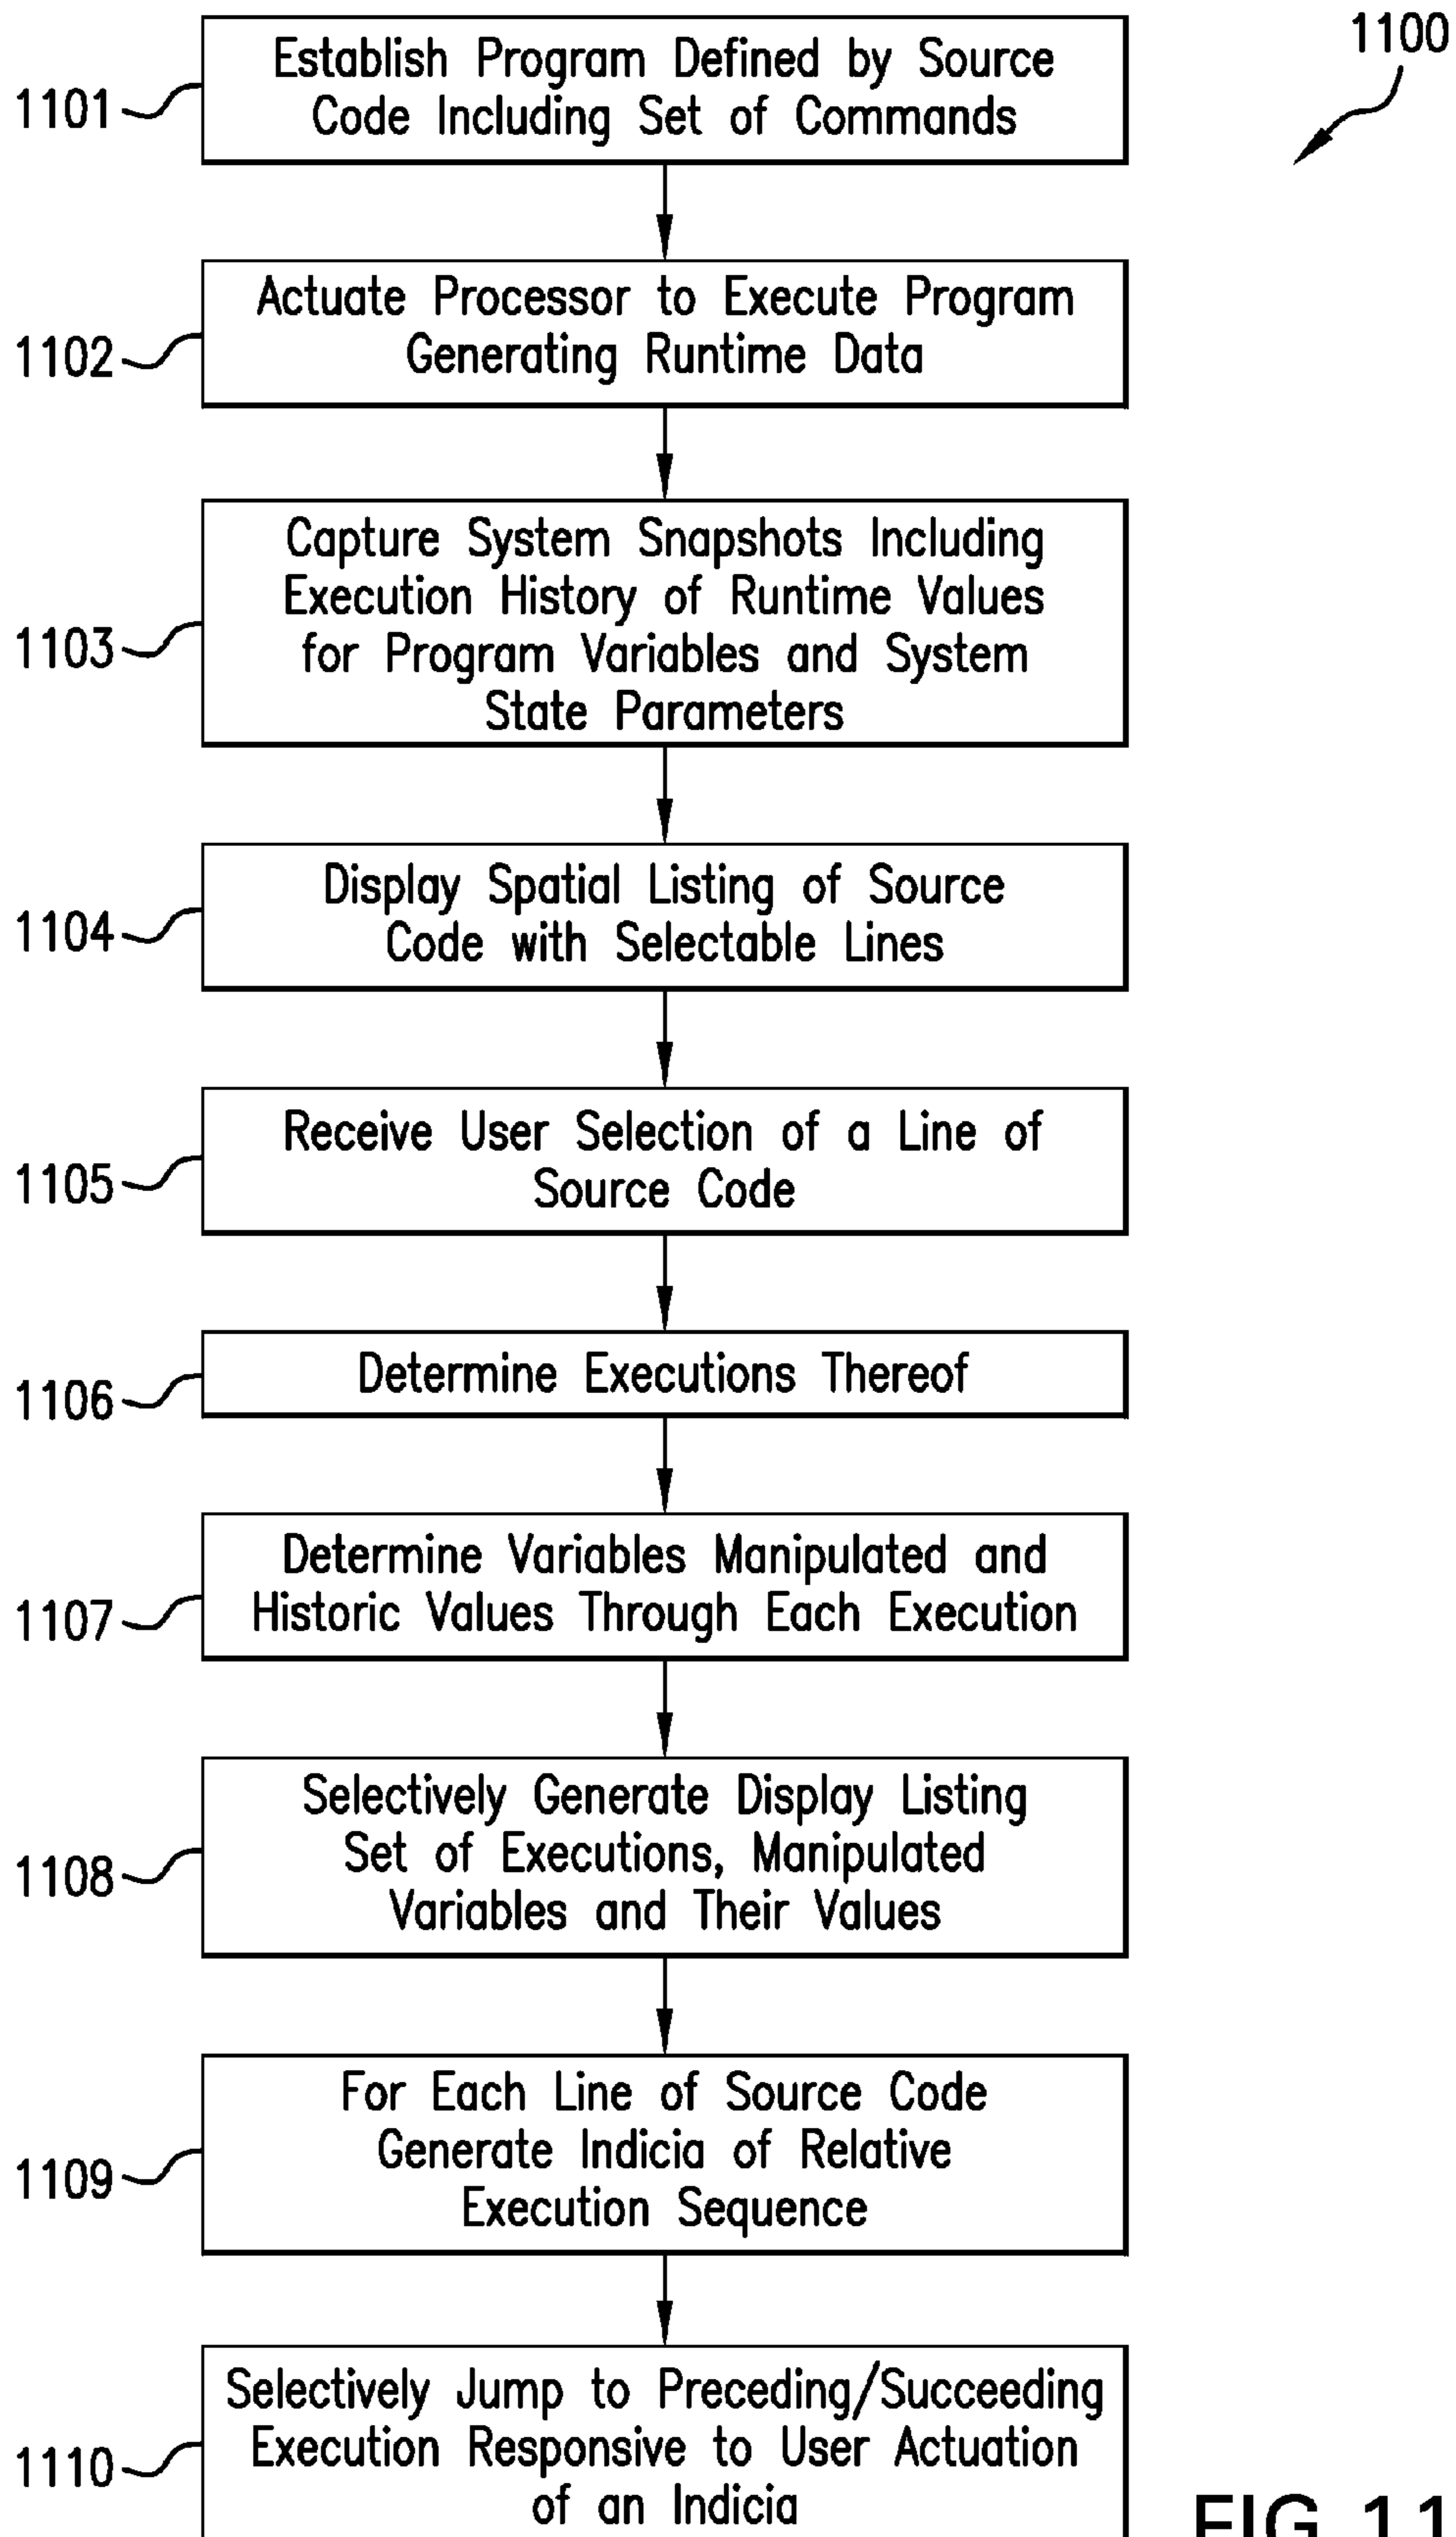 1100
Establish Program Defined by Source
Code Including Set of Commands
1101
Actuate Processor to Execute Program
Generating Runtime Data
1102
Capture System Snapshots Including
Execution History of Runtime Values
for Program Variables and System
State Parameters
1103
Display Spatial Listing of Source
Code with Selectable Lines
1104
Receive User Selection of a Line of
Source Code
1105
Determine Executions Thereof
1106
Determine Variables Manipulated and
Historic Values Through Each Execution
1107
Selectively Generate Display Listing
Set of Executions, Manipulated
Variables and Their Values
1108
For Each Line of Source Code
Generate Indicia of Relative
Execution Sequence
1109
Selectively Jump to Preceding/Succeeding
Execution Responsive to User Actuation
of an Indicia
1110
FIG. 11